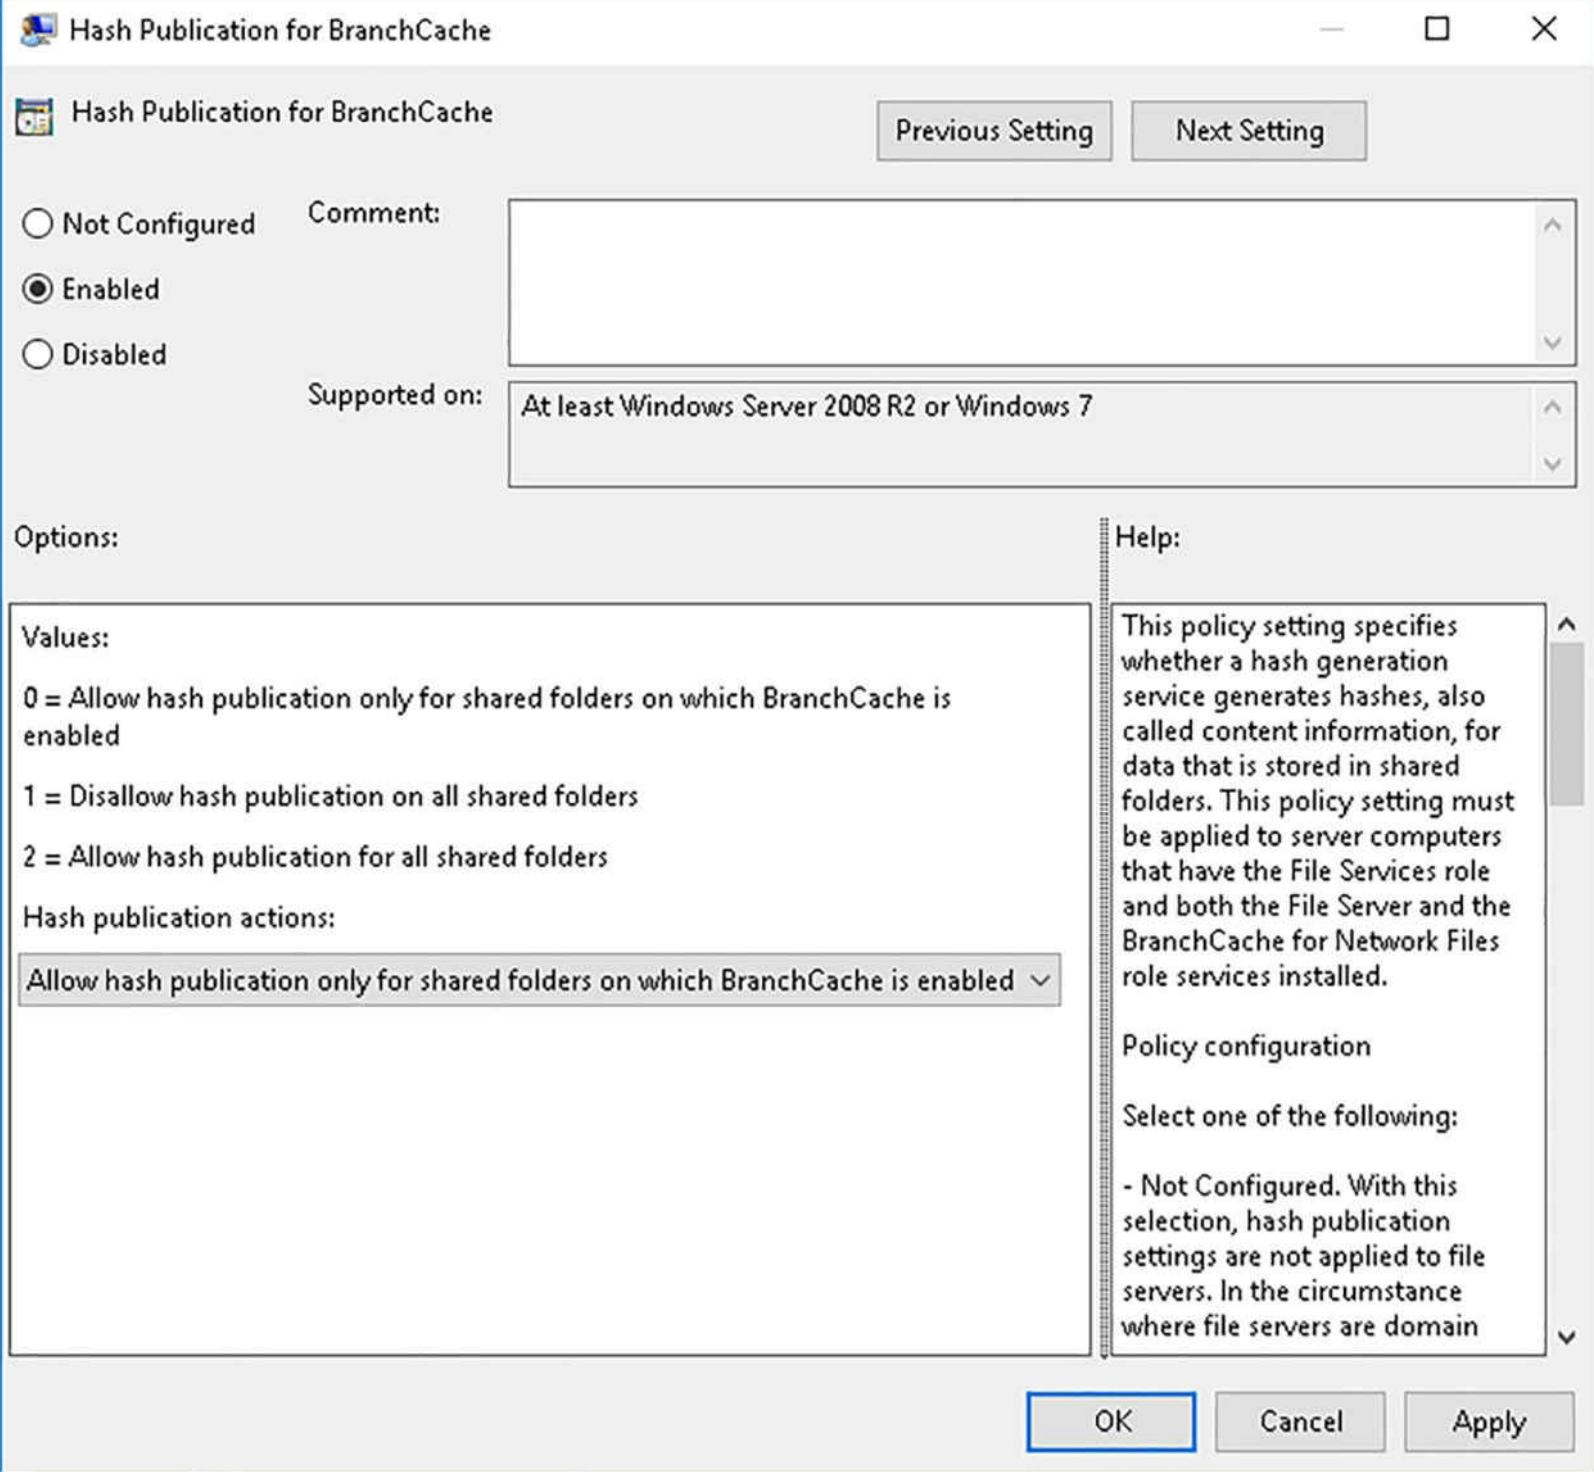 Hash Publication for BranchCache
Hash Publication for BranchCache
Previous Setting
Next Setting
Not Configured
Comment:
Enabled
Disabled
Supported on:
At least Windows Server 2008 R2 or Windows 7
Options:
Help:
Values:
0 = Allow hash publication only for shared folders on which BranchCache is
enabled
1 = Disallow hash publication on all shared folders
2 = Allow hash publication for all shared folders
Hash publication actions:
Allow hash publication only for shared folders on which BranchCache is enabled
This policy setting specifies
whether a hash generation
service generates hashes, also
called content information, for
data that is stored in shared
folders. This policy setting must
be applied to server computers
that have the File Services role
and both the File Server and the
BranchCache for Network Files
role services installed.
Policy configuration
Select one of the following:
- Not Configured. With this
selection, hash publication
settings are not applied to file
servers. In the circumstance
where file servers are domain
OK
Cancel
Apply